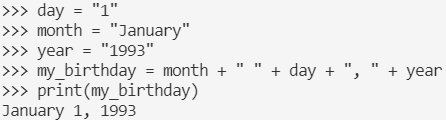 >>> day = "1"
>>> month = "January"
>>> year = "1993"
>>> my_birthday = month + " " + day + ", " + year
>>> print(my_birthday)
January 1, 1993